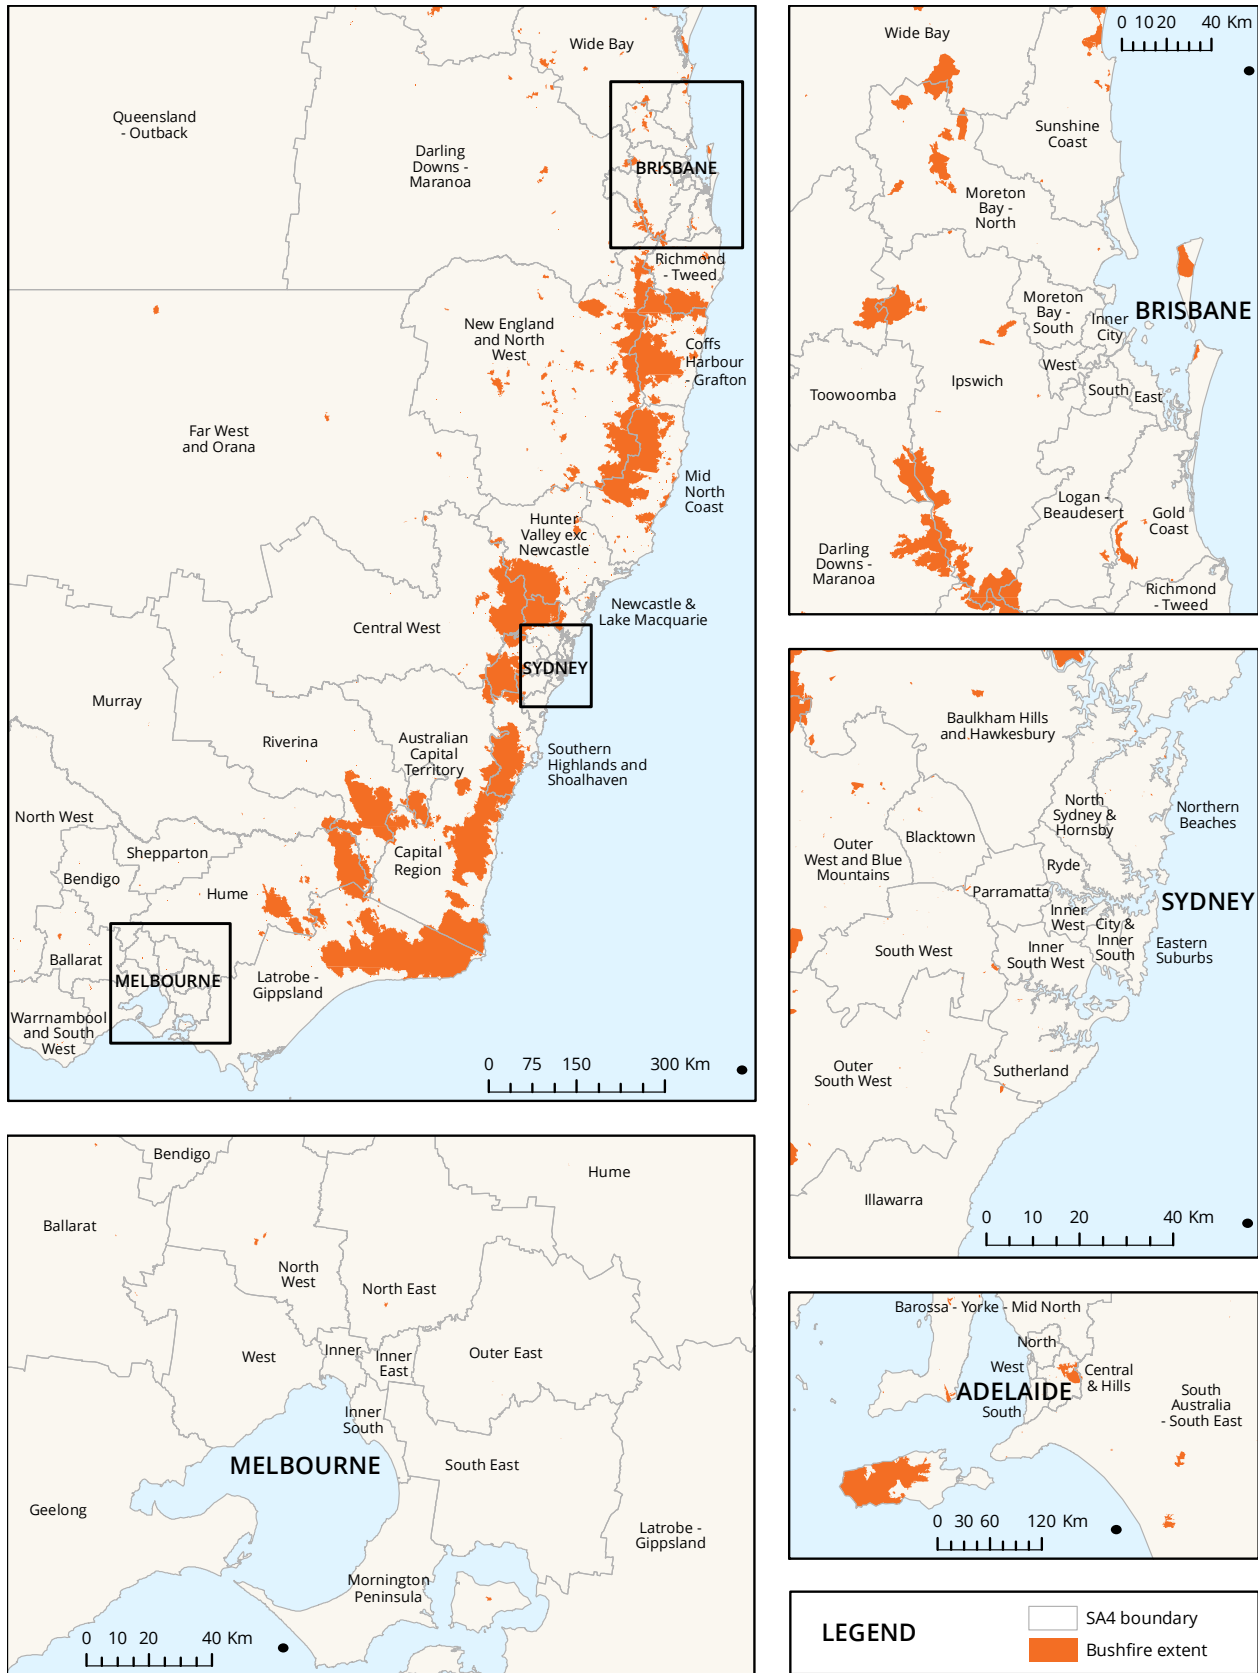 Wide Bay
Queensland
- Outback
Darling
Downs -
Maranoa
BRISBANE
Richmond
- Tweed
New England
and North
West
Coffs
Harbour
- Grafton
Far West
and Orana
Mid
North
Coast
Hunter
Valley exc
Newcastle
Newcastle &
Lake Macquarie
Central West
SYDNEY
Murray
Riverina
Australian
Capital
Territory
Southern
Highlands and
Shoalhaven
North West
Shepparton
Capital
Region
Bendigo
Hume
Ballarat
MELBOURNE
Latrobe -
Gippsland
Warrnambool
and South
West
0 75 150 300 Km
Wide Bay
0 10 20 40 Km
Sunshine
Coast
Moreton
Bay -
North
Moreton
Bay -
South
Inner
City
BRISBANE
West
Ipswich
South
East
Toowoomba
Logan -
Beaudesert
Gold
Coast
Darling
Downs -
Maranoa
Richmond
- Tweed
Baulkham Hills
and Hawkesbury
North
Sydney &
Hornsby
Northern
Beaches
Blacktown
Outer
West and Blue
Mountains
Ryde
Parramatta
SYDNEY
Inner
West
City &
Inner
South
South West
Inner
South West
Eastern
Suburbs
Outer
South West
Sutherland
Illawarra
0 10 20 40 Km
Bendigo
Hume
Ballarat
North
West
North East
West
Inner
Inner
East
Outer East
Inner
South
MELBOURNE
South East
Geelong
Latrobe -
Gippsland
Mornington
Peninsula
0 10 20 40 Km
Barossa - Yorke - Mid North
North
West
Central
& Hills
ADELAIDE
South
South
Australia
- South East
0 30 60 120 Km
LEGEND
SA4 boundary
Bushfire extent